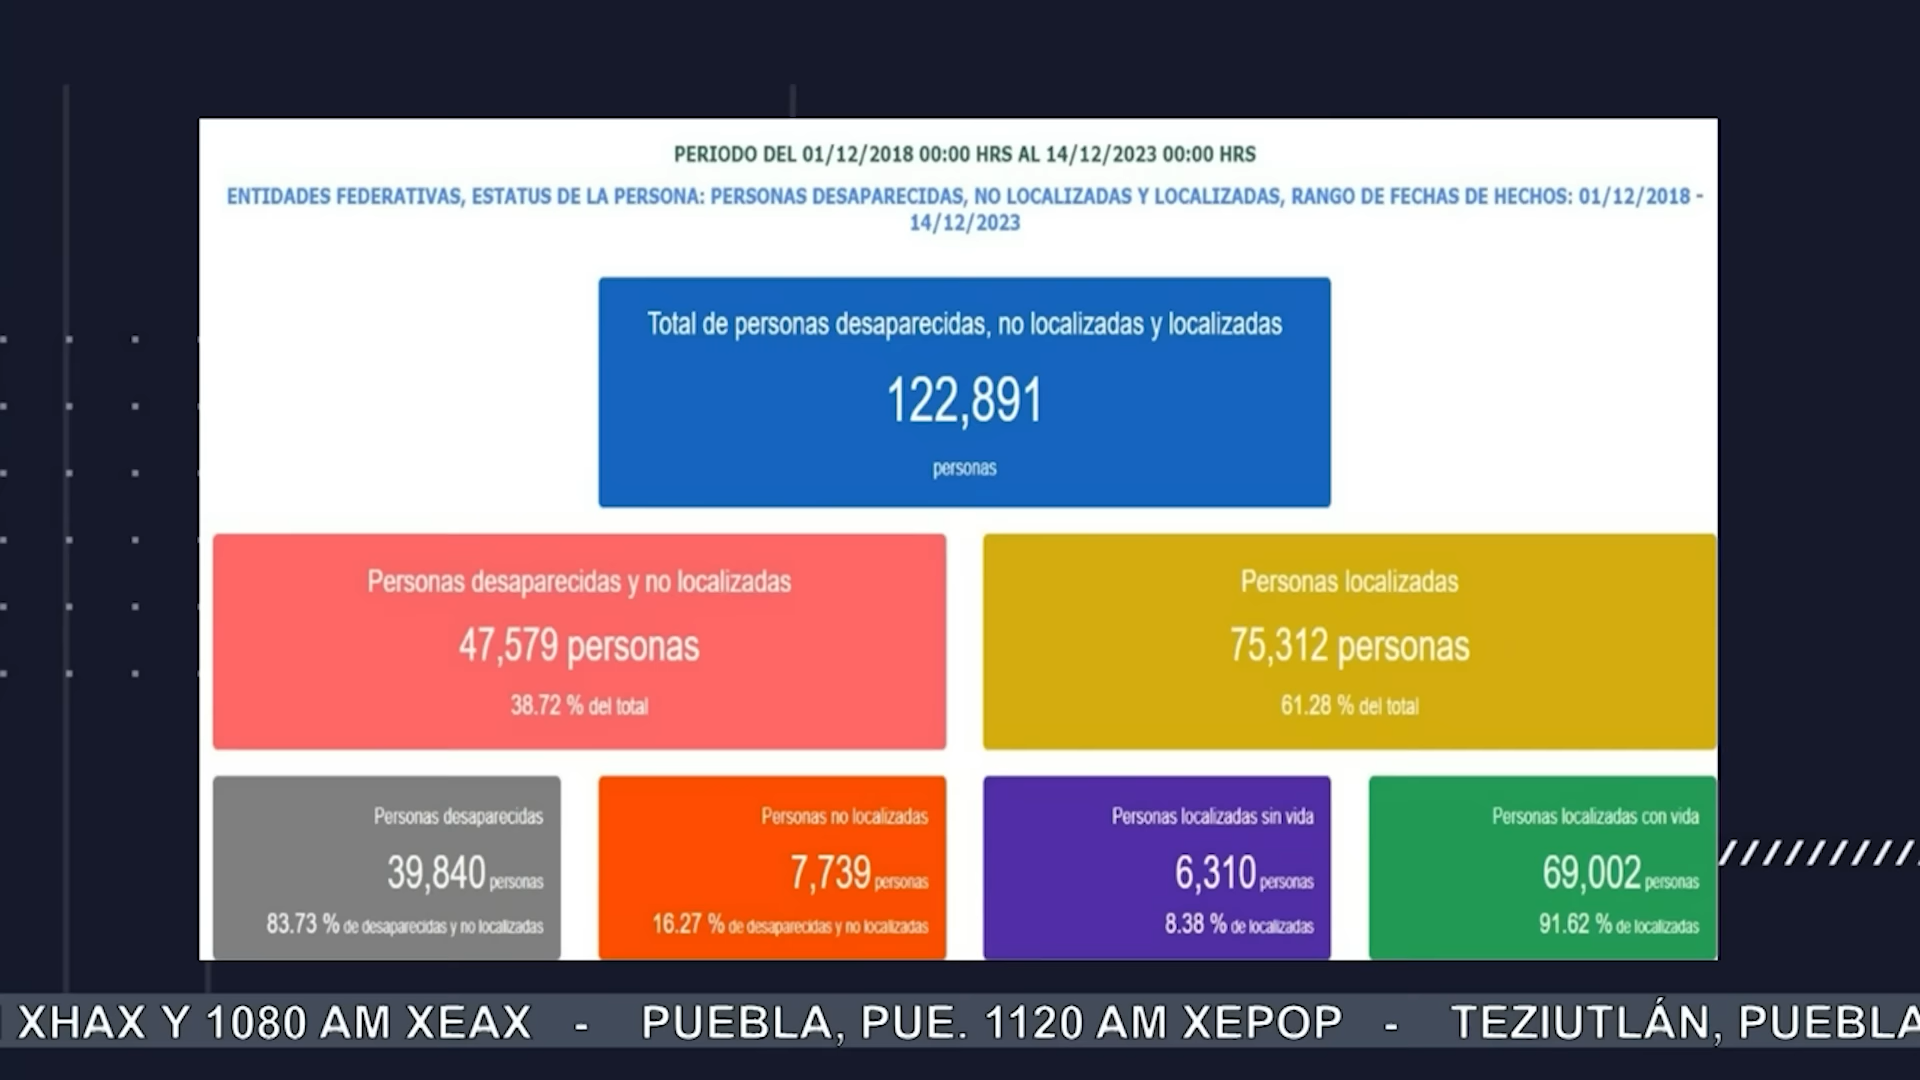 PERIODO DEL 01/12/2018 00:00 HRS AL 14/12/2023 00:00 HRS
ENTIDADES FEDERATIVAS, ESTATUS DE LA PERSONA: PERSONAS DESAPARECIDAS, NO LOCALIZADAS Y LOCALIZADAS, RANGO DE FECHAS DE HECHOS: 01/12/2018 -
14/12/2023
Total de personas desaparecidas, no localizadas y localizadas
122,891
personas
Personas desaparecidas y no localizadas
47,579 personas
38.72 % del total
Personas localizadas
75,312 personas
61.28 % del total
Personas desaparecidas
39,840 personas
83.73 % de desaparecidas y no localizadas
Personas no localizadas
7,739 personas
16.27 % de desaparecidas y no localizadas
Personas localizadas sin vida
6,310 personas
8.38 % de localizadas
Personas localizadas con vida
69,002 personas
91.62 % de localizadas
XHAX Y 1080 AM XEAX - PUEBLA, PUE. 1120 AM XEPOP - TEZIUTLÁN, PUEBLA